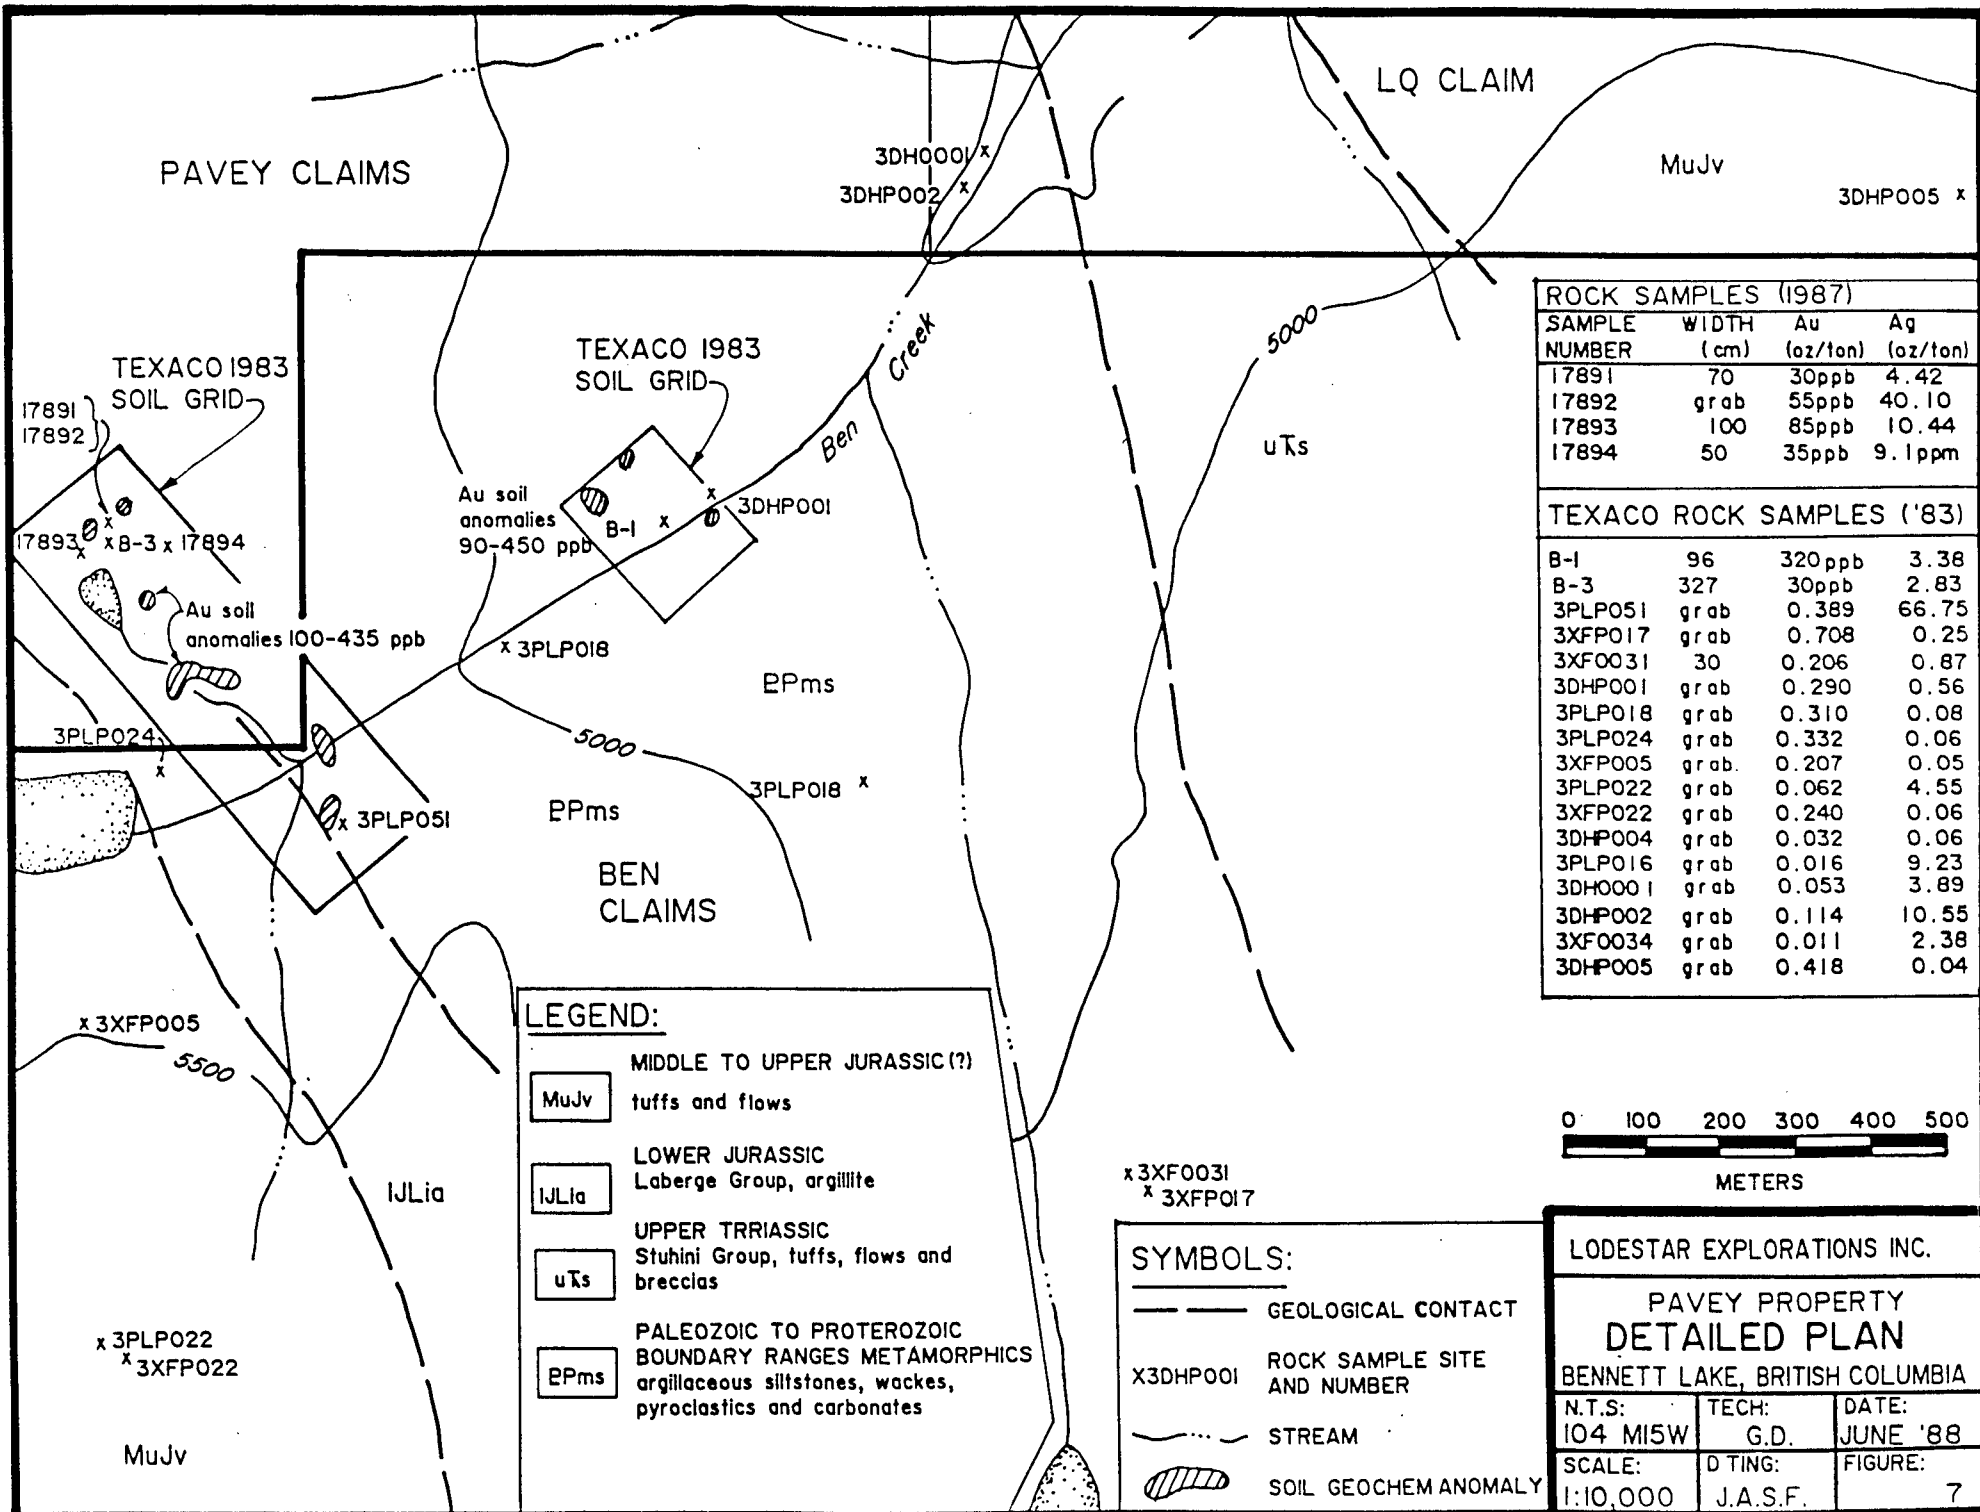 LQ CLAIM
PAVEY CLAIMS
3DHO001 x
3DHP002 x
MuJv
3DHP005 x
TEXACO 1983
SOIL GRID
17891
17892
TEXACO 1983
SOIL GRID
Ben Creek
5000
uTs
Au soil
anomalies
90-450 ppb
B-1 x
x
3DHP001
17893 x
x B-3 x 17894
Au soil
anomalies 100-435 ppb
x 3PLP018
PPms
3PLP024
x
5000
3PLP018 x
x 3PLP051
PPms
BEN
CLAIMS
x 3XFP005
5500
IJLia
x 3PLP022
x 3XFP022
MuJv
x 3XF0031
x 3XFP017
ROCK SAMPLES (1987)
SAMPLE WIDTH Au Ag
NUMBER (cm) (oz/ton) (oz/ton)
17891 70 30ppb 4.42
17892 grab 55ppb 40.10
17893 100 85ppb 10.44
17894 50 35ppb 9.1ppm
TEXACO ROCK SAMPLES ('83)
B-1 96 320ppb 3.38
B-3 327 30ppb 2.83
3PLP051 grab 0.389 66.75
3XFP017 grab 0.708 0.25
3XF0031 30 0.206 0.87
3DHP001 grab 0.290 0.56
3PLP018 grab 0.310 0.08
3PLP024 grab 0.332 0.06
3XFP005 grab. 0.207 0.05
3PLP022 grab 0.062 4.55
3XFP022 grab 0.240 0.06
3DHP004 grab 0.032 0.06
3PLP016 grab 0.016 9.23
3DH0001 grab 0.053 3.89
3DHP002 grab 0.114 10.55
3XF0034 grab 0.011 2.38
3DHP005 grab 0.418 0.04
LEGEND:
MIDDLE TO UPPER JURASSIC(?)
MuJv tuffs and flows
LOWER JURASSIC
IJLia Laberge Group, argillite
UPPER TRRIASSIC
uTs Stuhini Group, tuffs, flows and
breccias
PALEOZOIC TO PROTEROZOIC
BOUNDARY RANGES METAMORPHICS
PPms argillaceous siltstones, wackes,
pyroclastics and carbonates
SYMBOLS:
GEOLOGICAL CONTACT
X3DHP001 ROCK SAMPLE SITE
AND NUMBER
STREAM
SOIL GEOCHEM ANOMALY
0 100 200 300 400 500
METERS
LODESTAR EXPLORATIONS INC.
PAVEY PROPERTY
DETAILED PLAN
BENNETT LAKE, BRITISH COLUMBIA
N.T.S: TECH: DATE:
104 M15W G.D. JUNE '88
SCALE: D TING: FIGURE:
1:10,000 J.A.S.F. 7